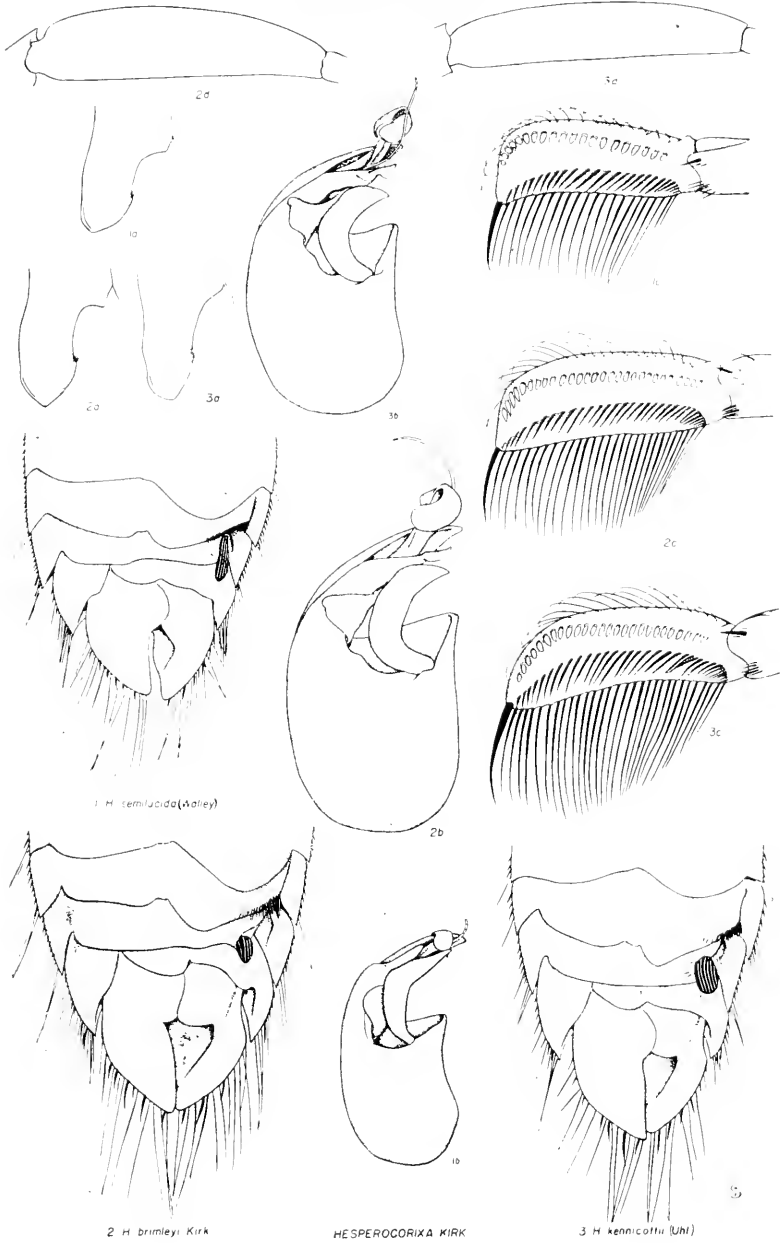 2d
3d
1a
1c
2a
3a
3b
2c
3c
1 H. semilucida (Walley)
2b
1b
2 H brimleyi Kirk
HESPEROCORIXA KIRK
3 H kennicottii (Uhl)